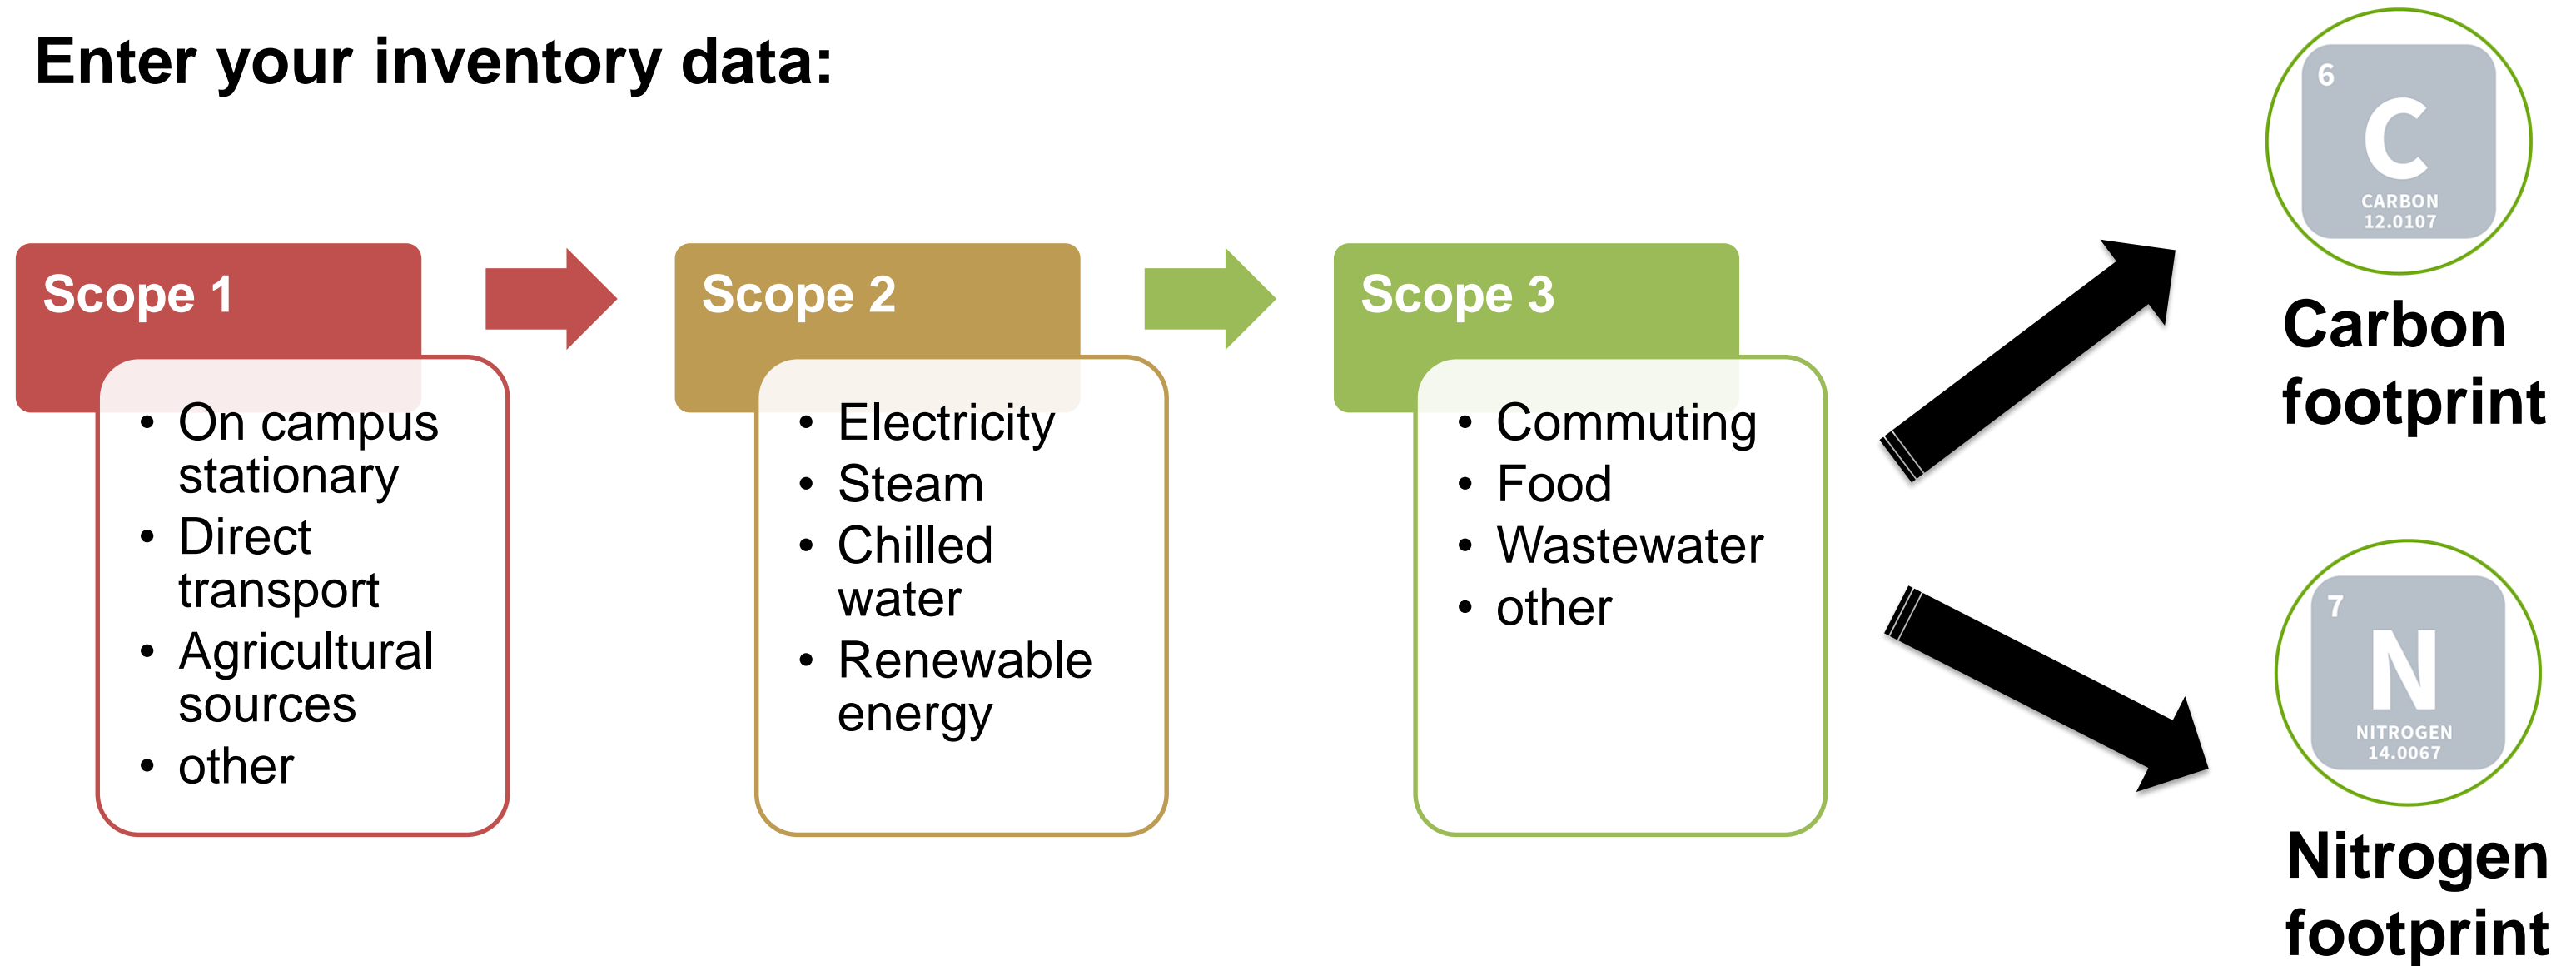 Enter your inventory data:
Scope 1
• On campus
stationary
• Direct
transport
• Agricultural
sources
• other
Scope 2
• Electricity
• Steam
• Chilled
water
• Renewable
energy
Scope 3
• Commuting
• Food
• Wastewater
• other
6
C
CARBON
12.0107
Carbon
footprint
7
N
NITROGEN
14.0067
Nitrogen
footprint